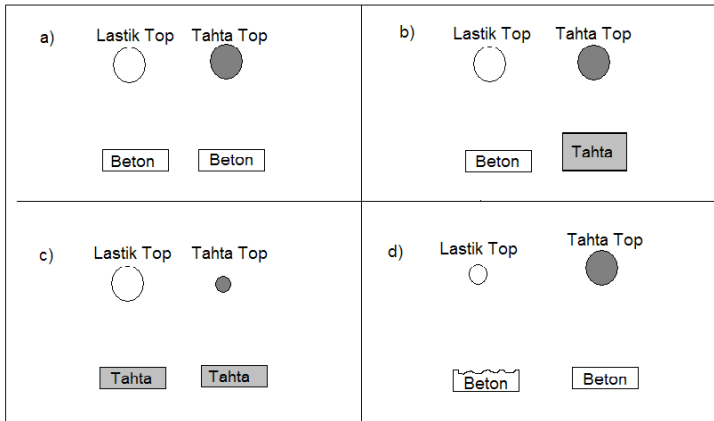 a)
Lastik Top Tahta Top
Beton Beton
b)
Lastik Top Tahta Top
Beton Tahta
c)
Lastik Top Tahta Top
Tahta Tahta
d)
Lastik Top Tahta Top
Beton Beton